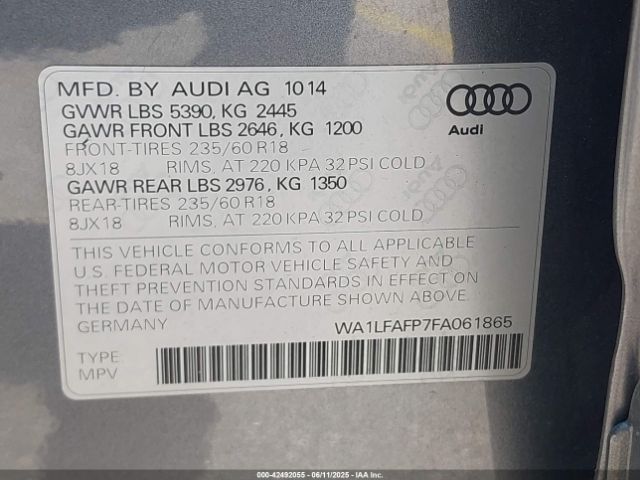 MFD. BY AUDI AG 10 14
GVWR LBS 5390, KG 2445
GAWR FRONT LBS 2646, KG 1200
FRONT-TIRES 235/60 R18
8JX18 RIMS, AT 220 KPA 32 PSI COLD
GAWR REAR LBS 2976, KG 1350
REAR-TIRES 235/60 R18
8JX18 RIMS, AT 220 KPA 32 PSI COLD
Audi
THIS VEHICLE CONFORMS TO ALL APPLICABLE
U.S. FEDERAL MOTOR VEHICLE SAFETY AND
THEFT PREVENTION STANDARDS IN EFFECT ON
THE DATE OF MANUFACTURE SHOWN ABOVE
GERMANY WA1LFAFP7FA061865
TYPE:
MPV
000-42492055 - 06/11/2025 - WWW.IAAI.COM